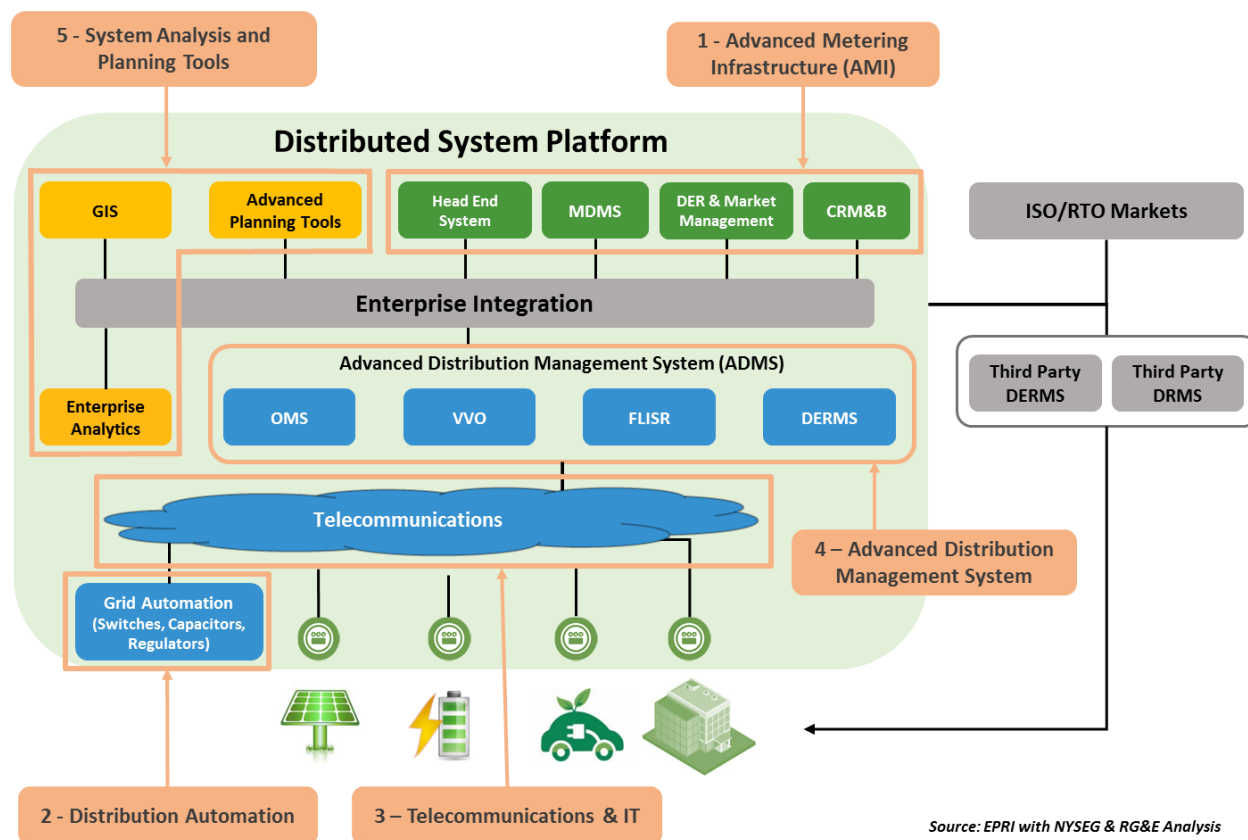 5 - System Analysis and
Planning Tools
1 - Advanced Metering
Infrastructure (AMI)
Distributed System Platform
GIS
Advanced
Planning Tools
Head End
System
MDMS
DER & Market
Management
CRM&B
ISO/RTO Markets
Enterprise Integration
Advanced Distribution Management System (ADMS)
Third Party
DERMS
Third Party
DRMS
Enterprise
Analytics
OMS
VVO
FLISR
DERMS
Telecommunications
4 – Advanced Distribution
Management System
Grid Automation
(Switches, Capacitors,
Regulators)
2 - Distribution Automation
3 – Telecommunications & IT
Source: EPRI with NYSEG & RG&E Analysis